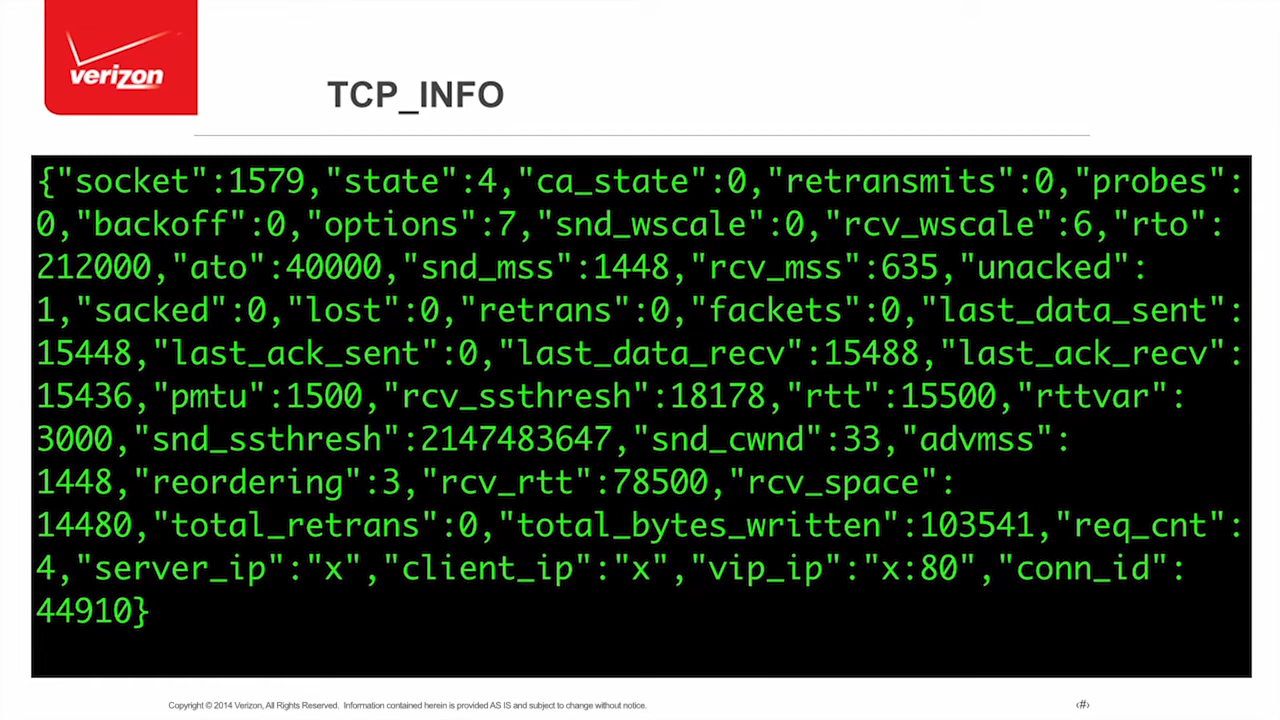 verizon
TCP_INFO
{"socket":1579,"state":4,"ca_state":0,"retransmits":0,"probes":
0,"backoff":0,"options":7,"snd_wscale":0,"rcv_wscale":6,"rto":
212000,"ato":40000,"snd_mss":1448,"rcv_mss":635,"unacked":
1,"sacked":0,"lost":0,"retrans":0,"fackets":0,"last_data_sent":
15448,"last_ack_sent":0,"last_data_recv":15488,"last_ack_recv":
15436,"pmtu":1500,"rcv_ssthresh":18178,"rtt":15500,"rttvar":
3000,"snd_ssthresh":2147483647,"snd_cwnd":33,"advmss":
1448,"reordering":3,"rcv_rtt":78500,"rcv_space":
14480,"total_retrans":0,"total_bytes_written":103541,"req_cnt":
4,"server_ip":"x","client_ip":"x","vip_ip":"x:80","conn_id":
44910}
Copyright © 2014 Verizon, All Rights Reserved. Information contained herein is provided AS IS and subject to change without notice.
‹#›